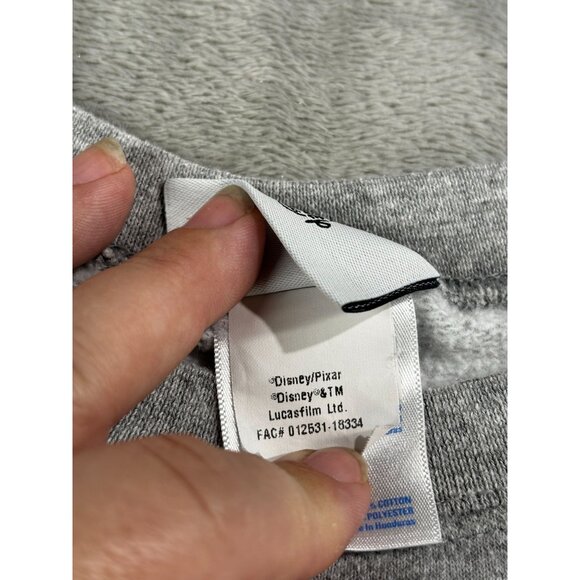 ©Disney/Pixar
©Disney©&TM
Lucasfilm Ltd.
FAC# 012531-18334
% COTTON
POLYESTER
in Honduras